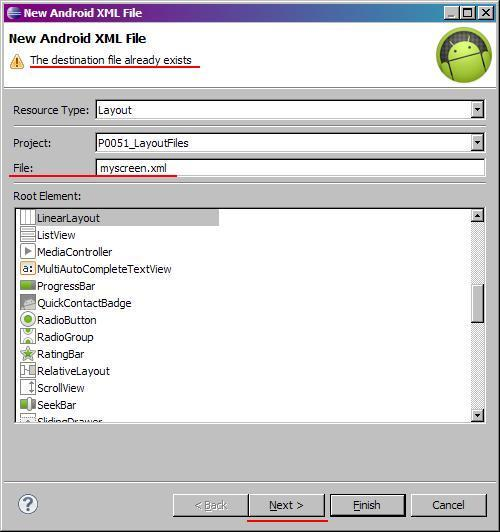 New Android XML File
New Android XML File
The destination file already exists
Resource Type: Layout
Project: P0051_LayoutFiles
File: myscreen.xml
Root Element:
LinearLayout
ListView
MediaController
a: MultiAutoCompleteTextView
ProgressBar
QuickContactBadge
RadioButton
RadioGroup
RatingBar
RelativeLayout
ScrollView
SeekBar
SlidingDrawer
? < Back Next > Finish Cancel